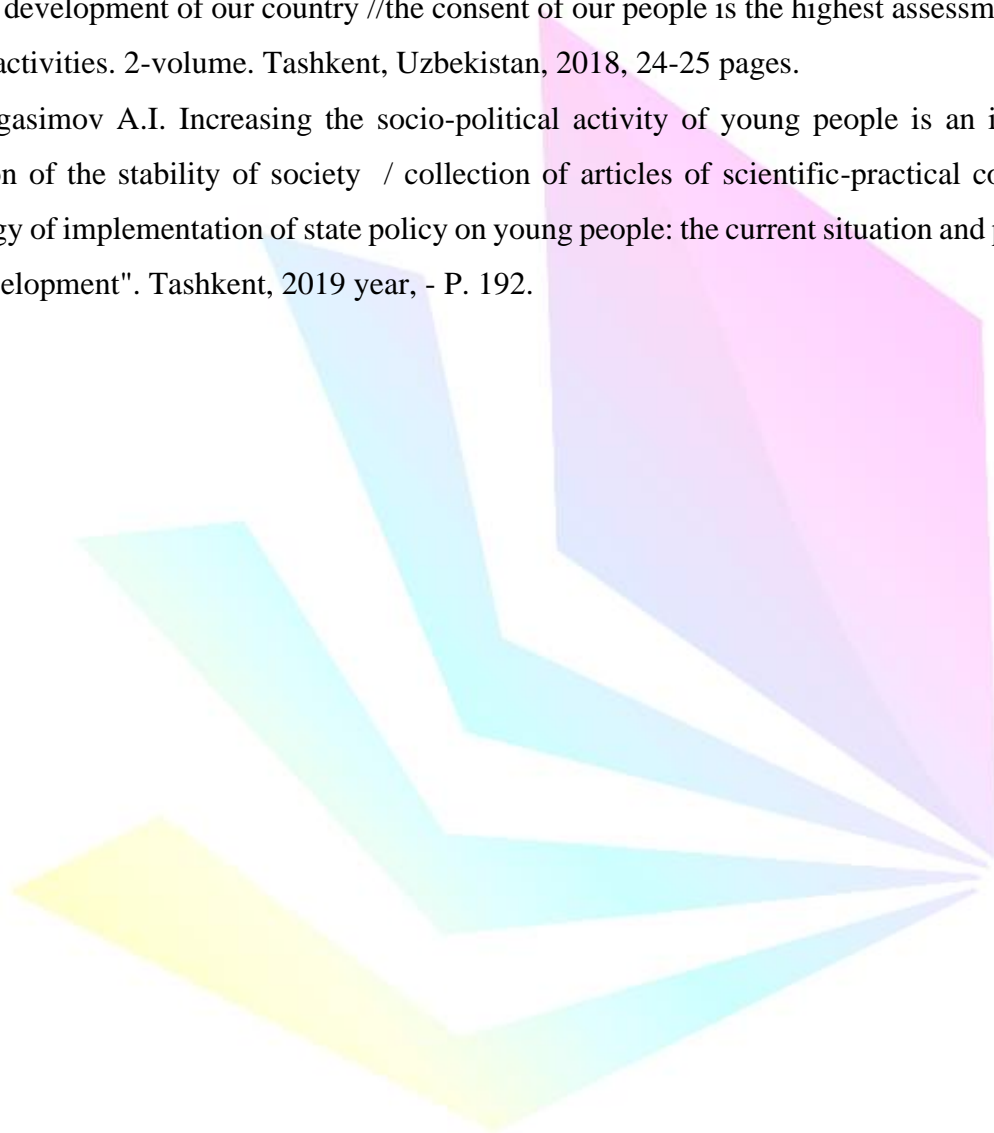 development of our country //the consent of our people is the highest assessm
activities. 2-volume. Tashkent, Uzbekistan, 2018, 24-25 pages.
gasimov A.I. Increasing the socio-political activity of young people is an i
on of the stability of society / collection of articles of scientific-practical co
gy of implementation of state policy on young people: the current situation and p
elopment". Tashkent, 2019 year, - P. 192.